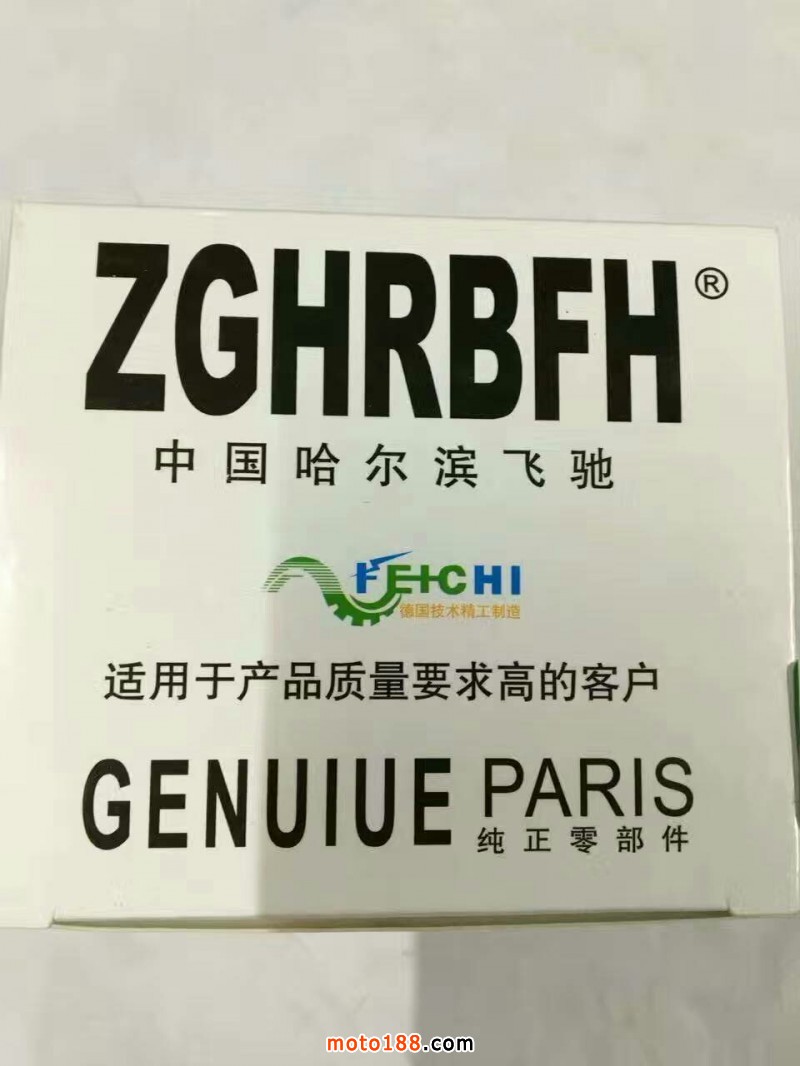 ZGHRBFH®
中国哈尔滨飞驰
FEICHI
德国技术精工制造
适用于产品质量要求高的客户
GENUIUE PARIS
纯正零部件
moto188.com